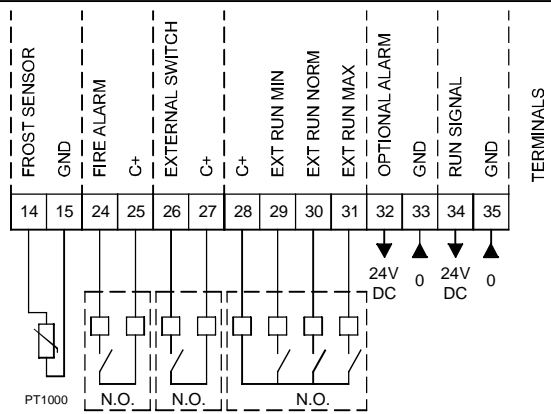 FROST SENSOR
GND
FIRE ALARM
C+
EXTERNAL SWITCH
C+
C+
EXT RUN MIN
EXT RUN NORM
EXT RUN MAX
OPTIONAL ALARM
GND
RUN SIGNAL
GND
TERMINALS
14 15 24 25 26 27 28 29 30 31 32 33 34 35
24V DC
0
24V DC
0
PT1000
N.O.
N.O.
N.O.